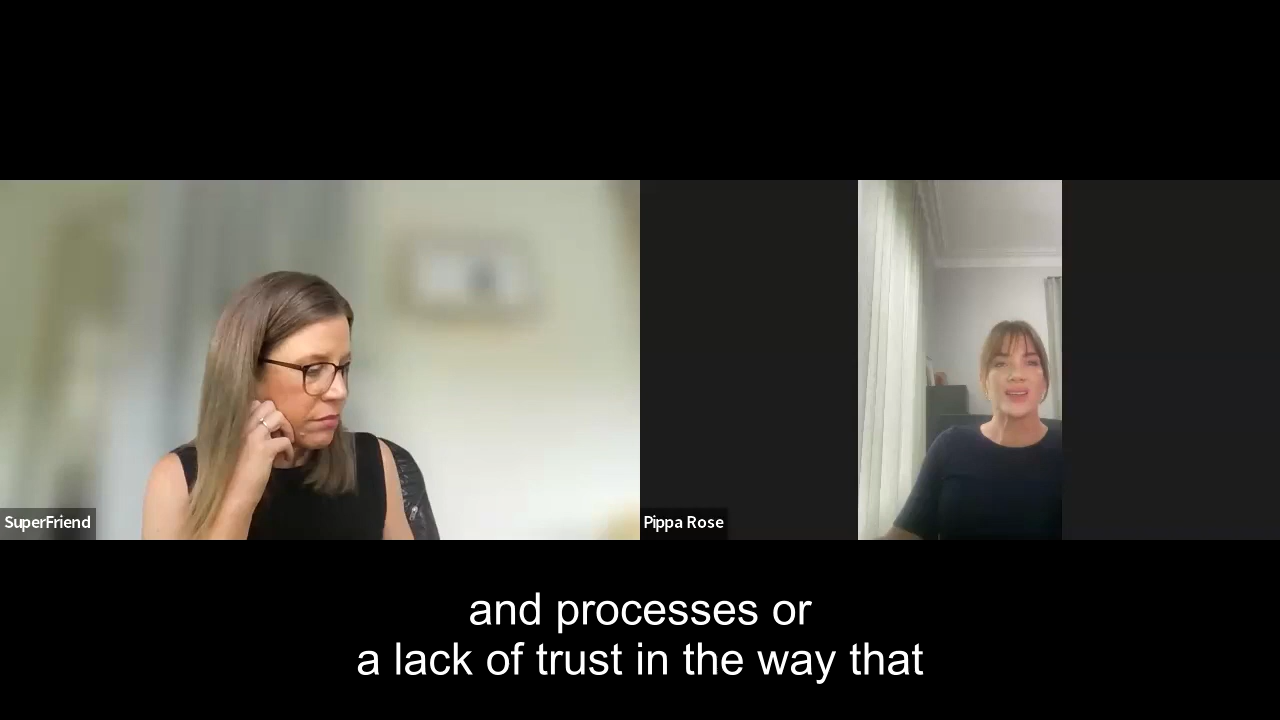 SuperFriend
Pippa Rose
and processes or
a lack of trust in the way that